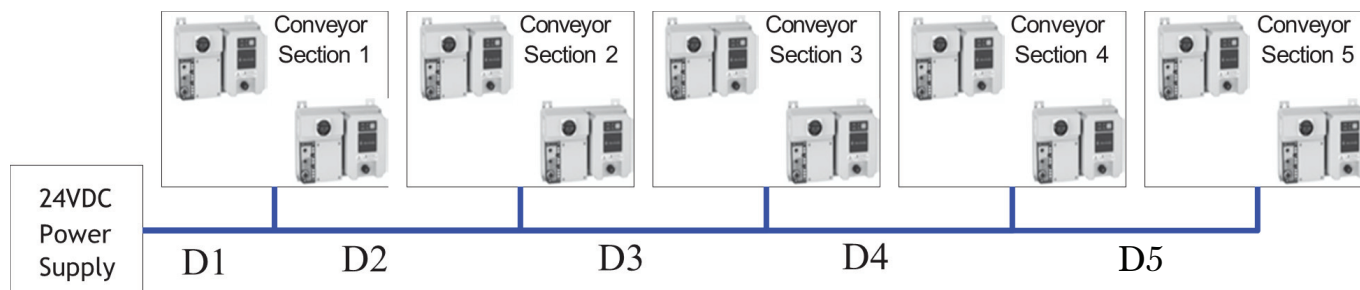 Conveyor
Section 1
Conveyor
Section 2
Conveyor
Section 3
Conveyor
Section 4
Conveyor
Section 5
24VDC
Power
Supply
D1
D2
D3
D4
D5